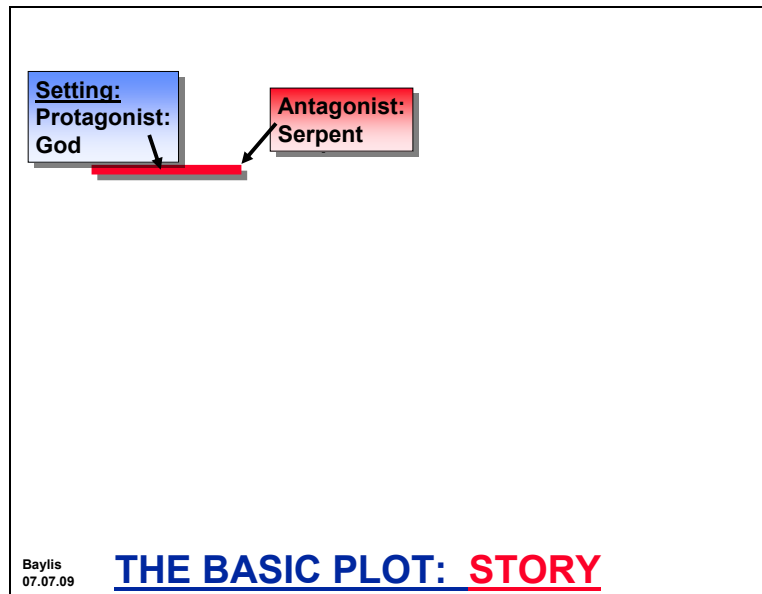 Setting:
Protagonist:
God
Antagonist:
Serpent
Baylis
07.07.09
THE BASIC PLOT: STORY